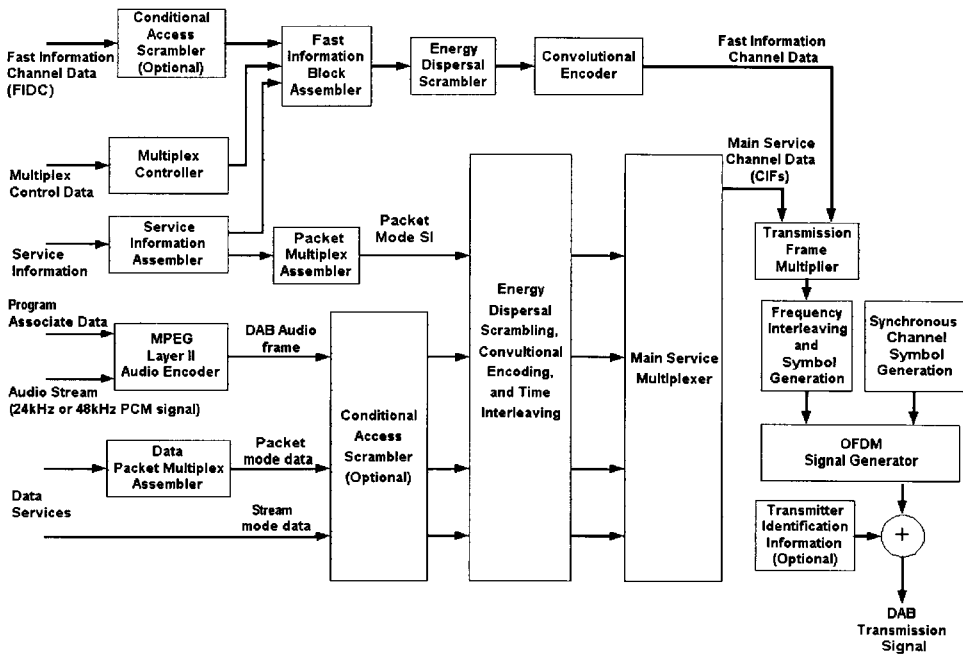 Fast Information
Channel Data
(FIDC)
Conditional
Access
Scrambler
(Optional)
Fast
Information
Block
Assembler
Energy
Dispersal
Scrambler
Convolutional
Encoder
Fast Information
Channel Data
Multiplex
Control Data
Multiplex
Controller
Service
Information
Service
Information
Assembler
Packet
Multiplex
Assembler
Packet
Mode SI
Program
Associate Data
Audio Stream
(24kHz or 48kHz PCM signal)
MPEG
Layer II
Audio Encoder
DAB Audio
frame
Data
Services
Data
Packet Multiplex
Assembler
Packet
mode data
Stream
mode data
Conditional
Access
Scrambler
(Optional)
Energy
Dispersal
Scrambling,
Convultional
Encoding,
and Time
Interleaving
Main Service
Multiplexer
Main Service
Channel Data
(CIFs)
Transmission
Frame
Multiplier
Frequency
Interleaving
and
Symbol
Generation
Synchronous
Channel
Symbol
Generation
OFDM
Signal Generator
Transmitter
Identification
Information
(Optional)
+
DAB
Transmission
Signal